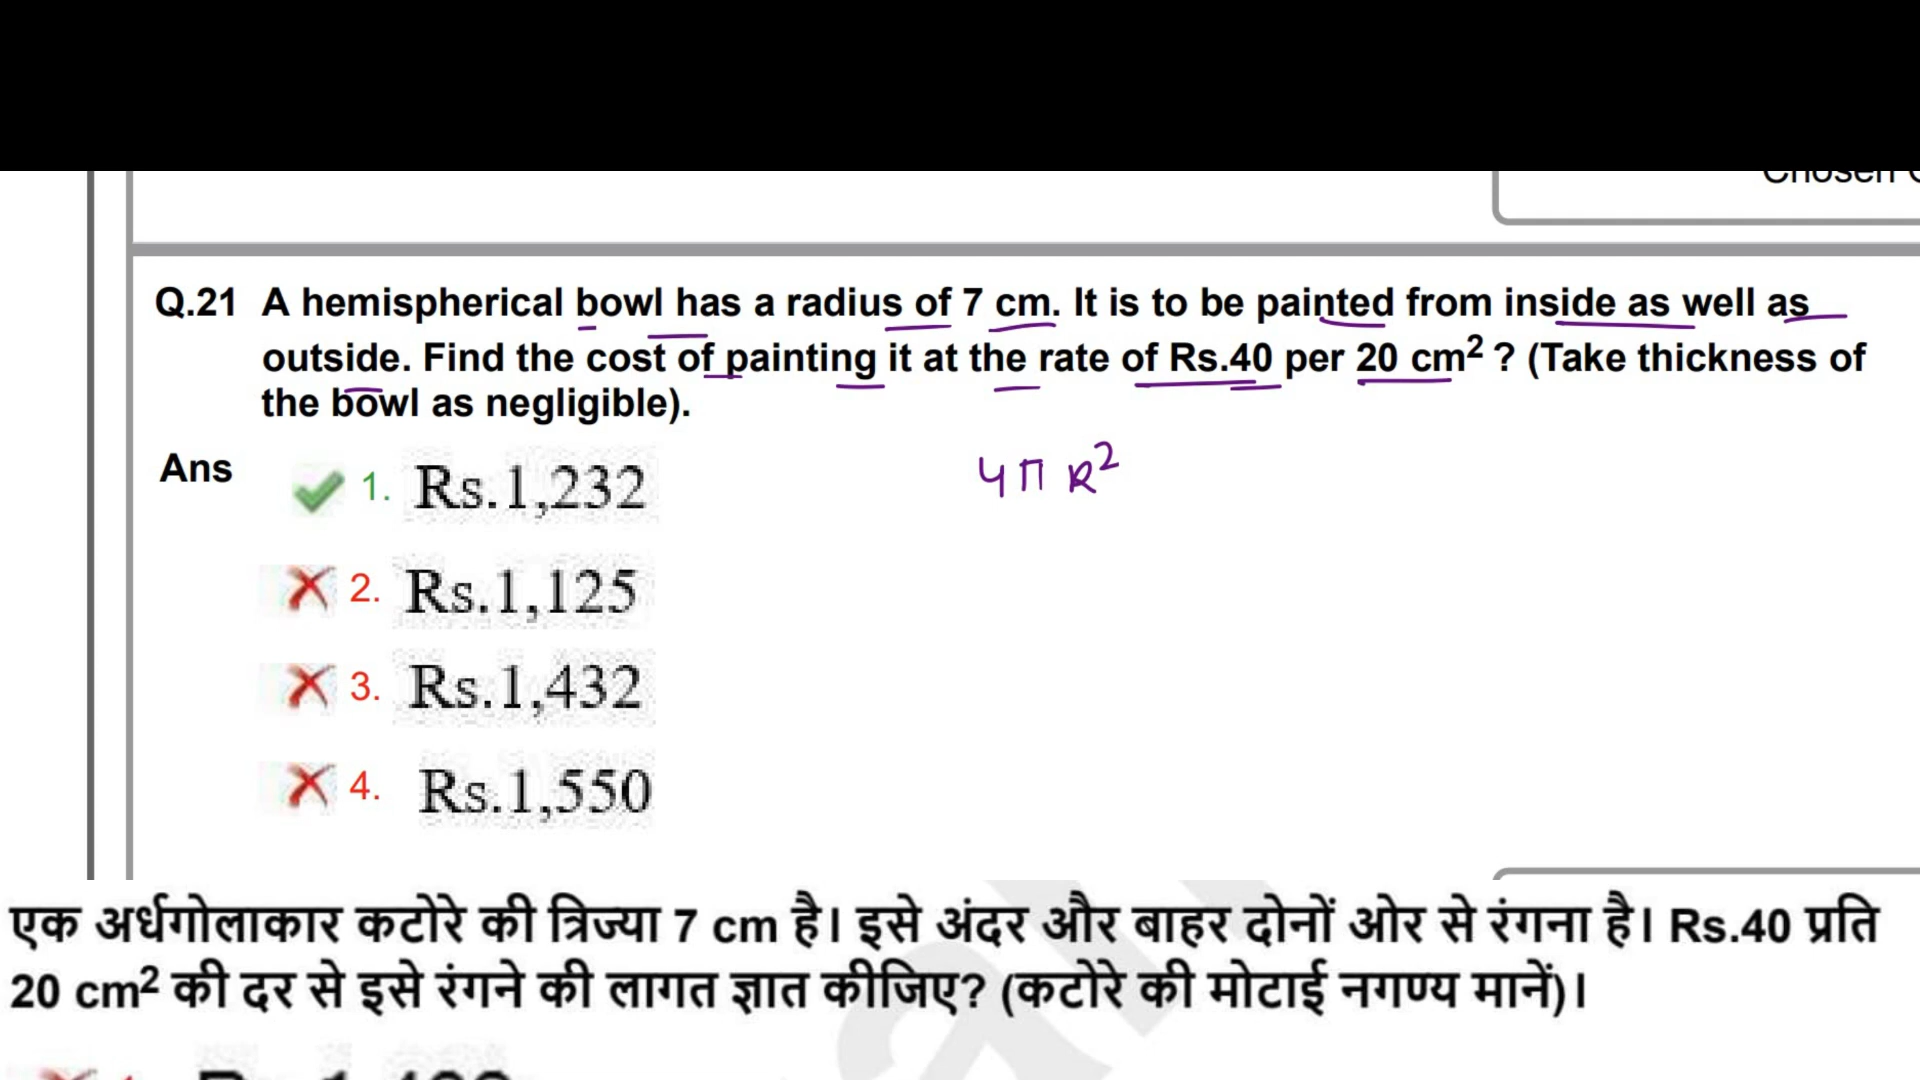 Chosen
Q.21 A hemispherical bowl has a radius of 7 cm. It is to be painted from inside as well as
outside. Find the cost of painting it at the rate of Rs.40 per 20 cm² ? (Take thickness of
the bowl as negligible).
Ans 1. Rs.1,232
4π R²
2. Rs.1,125
3. Rs.1,432
4. Rs.1,550
एक अर्धगोलाकार कटोरे की त्रिज्या 7 cm है। इसे अंदर और बाहर दोनों ओर से रंगना है। Rs.40 प्रति
20 cm² की दर से इसे रंगने की लागत ज्ञात कीजिए? (कटोरे की मोटाई नगण्य मानें)।